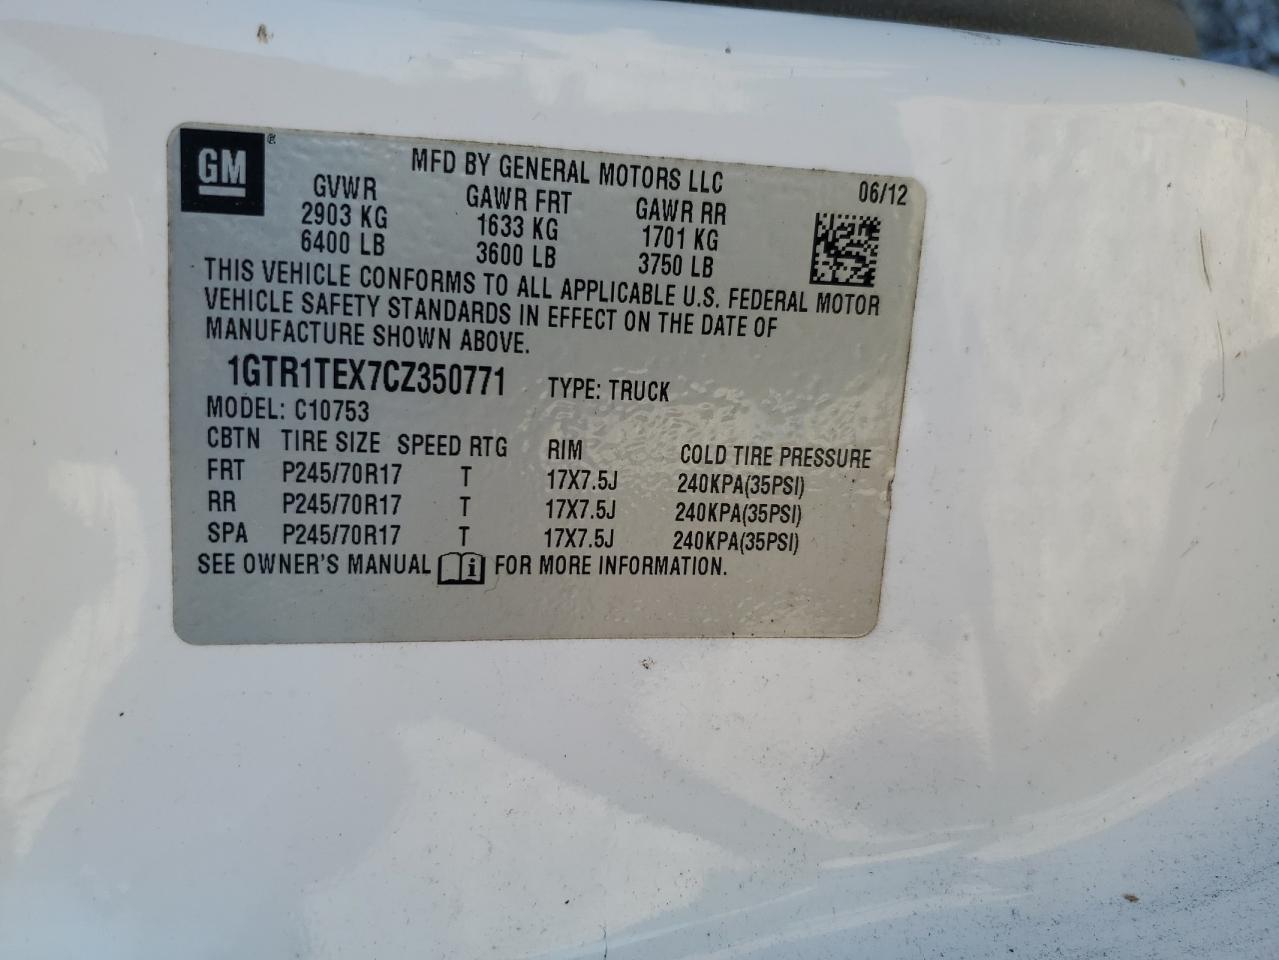 GM®
MFD BY GENERAL MOTORS LLC
06/12
GVWR GAWR FRT GAWR RR
2903 KG 1633 KG 1701 KG
6400 LB 3600 LB 3750 LB
THIS VEHICLE CONFORMS TO ALL APPLICABLE U.S. FEDERAL MOTOR
VEHICLE SAFETY STANDARDS IN EFFECT ON THE DATE OF
MANUFACTURE SHOWN ABOVE.
1GTR1TEX7CZ350771 TYPE: TRUCK
MODEL: C10753
CBTN TIRE SIZE SPEED RTG RIM COLD TIRE PRESSURE
FRT P245/70R17 T 17X7.5J 240KPA(35PSI)
RR P245/70R17 T 17X7.5J 240KPA(35PSI)
SPA P245/70R17 T 17X7.5J 240KPA(35PSI)
SEE OWNER'S MANUAL i FOR MORE INFORMATION.